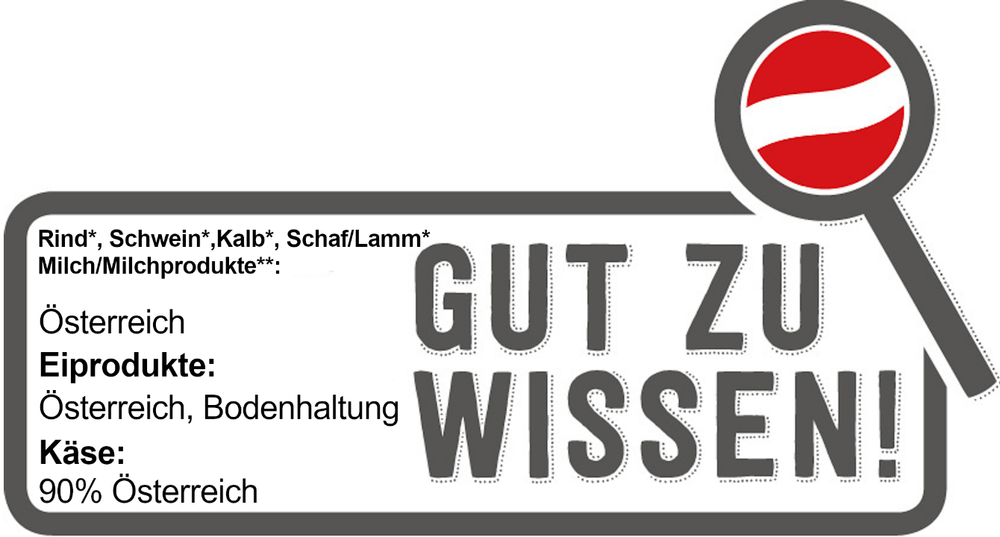 Rind*, Schwein*,Kalb*, Schaf/Lamm*
Milch/Milchprodukte**:
Österreich
Eiprodukte:
Österreich, Bodenhaltung
Käse:
90% Österreich
GUT ZU
WISSEN!